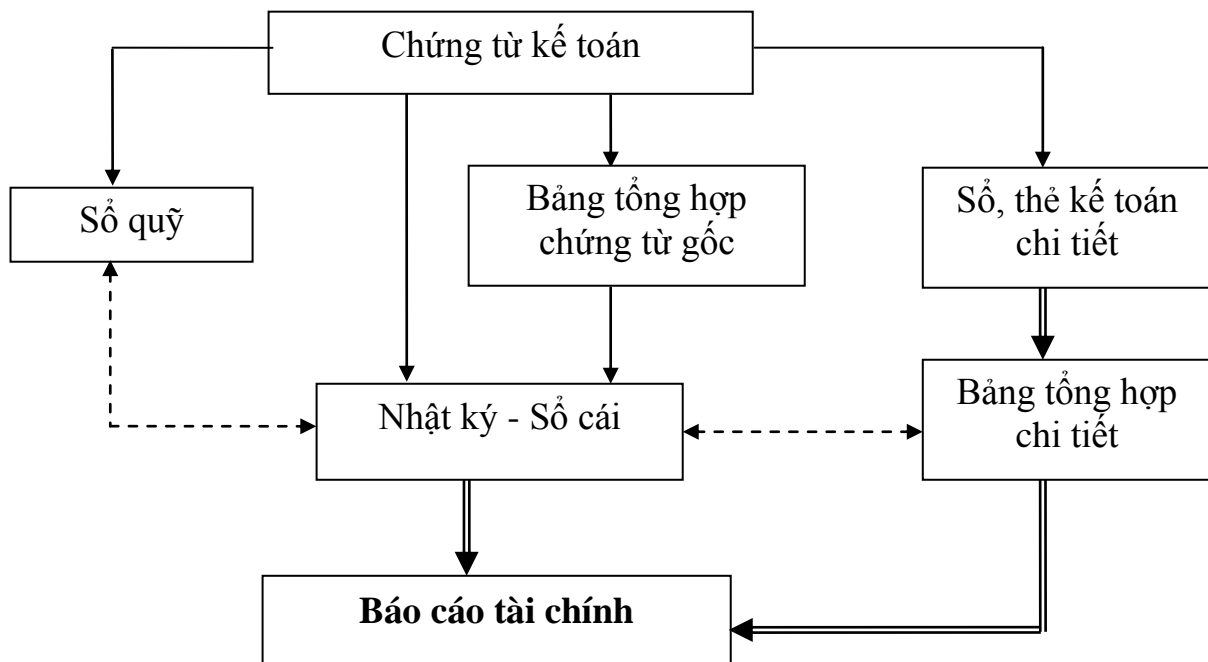 Chứng từ kế toán
Sổ quỹ
Bảng tổng hợp
chứng từ gốc
Sổ, thẻ kế toán
chi tiết
Nhật ký - Sổ cái
Bảng tổng hợp
chi tiết
Báo cáo tài chính